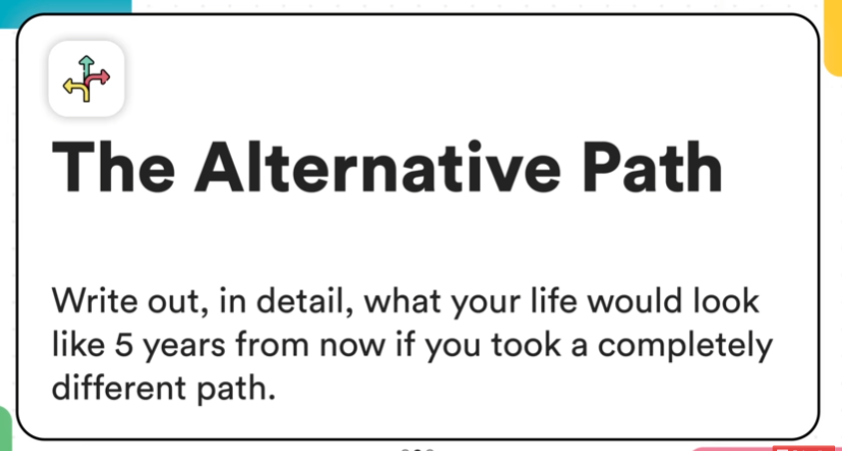 The Alternative Path
Write out, in detail, what your life would look
like 5 years from now if you took a completely
different path.